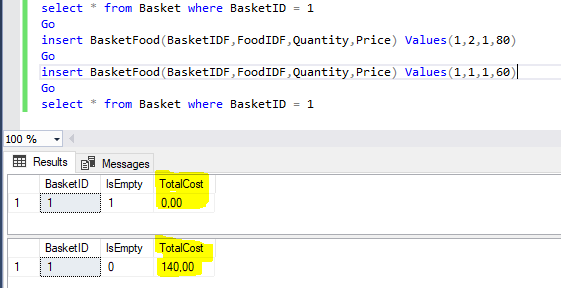 select * from Basket where BasketID = 1
Go
insert BasketFood(BasketIDF,FoodIDF,Quantity,Price) Values(1,2,1,80)
Go
insert BasketFood(BasketIDF,FoodIDF,Quantity,Price) Values(1,1,1,60)
Go
select * from Basket where BasketID = 1
100 %
Results Messages
BasketID IsEmpty TotalCost
1 1 1 0,00
BasketID IsEmpty TotalCost
1 1 0 140,00